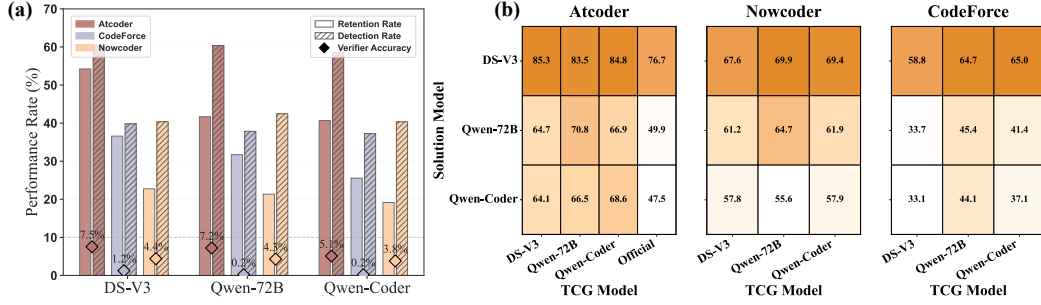 (a)
Performance Rate (%)
70
60
50
40
30
20
10
0
Atcoder
CodeForce
Nowcoder
Retention Rate
Detection Rate
Verifier Accuracy
7.5%
1.2%
4.4%
7.2%
0.2%
4.3%
5.1%
0.2%
3.8%
DS-V3
Qwen-72B
Qwen-Coder
(b)
Solution Model
Atcoder
Nowcoder
CodeForce
DS-V3
85.3 83.5 84.8 76.7
67.6 69.9 69.4
58.8 64.7 65.0
Qwen-72B
64.7 70.8 66.9 49.9
61.2 64.7 61.9
33.7 45.4 41.4
Qwen-Coder
64.1 66.5 68.6 47.5
57.8 55.6 57.9
33.1 44.1 37.1
DS-V3 Qwen-72B Qwen-Coder Official
DS-V3 Qwen-72B Qwen-Coder
DS-V3 Qwen-72B Qwen-Coder
TCG Model
TCG Model
TCG Model